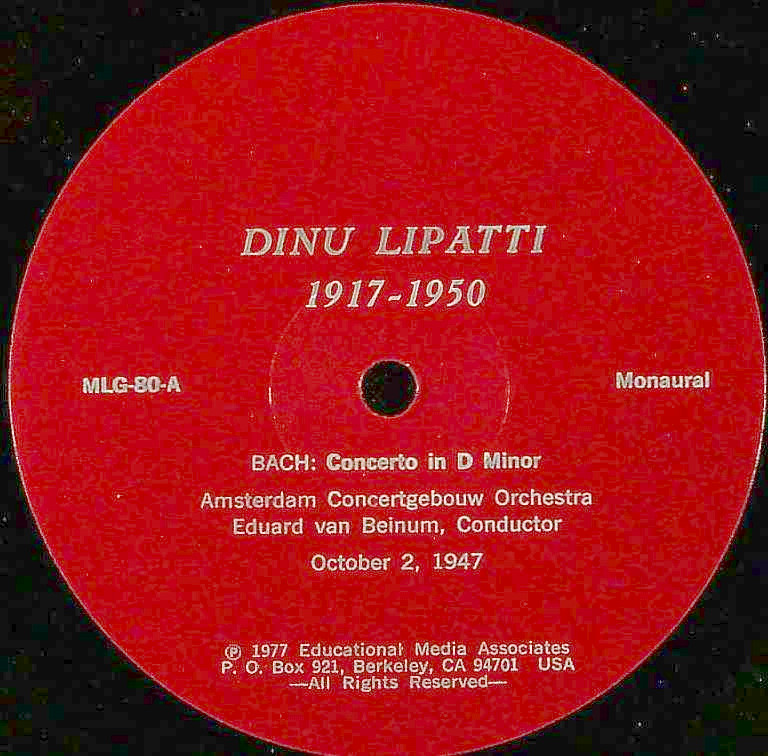 DINU LIPATTI
1917-1950
MLG-80-A
Monaural
BACH: Concerto in D Minor
Amsterdam Concertgebouw Orchestra
Eduard van Beinum, Conductor
October 2, 1947
℗ 1977 Educational Media Associates
P. O. Box 921, Berkeley, CA 94701 USA
—All Rights Reserved—